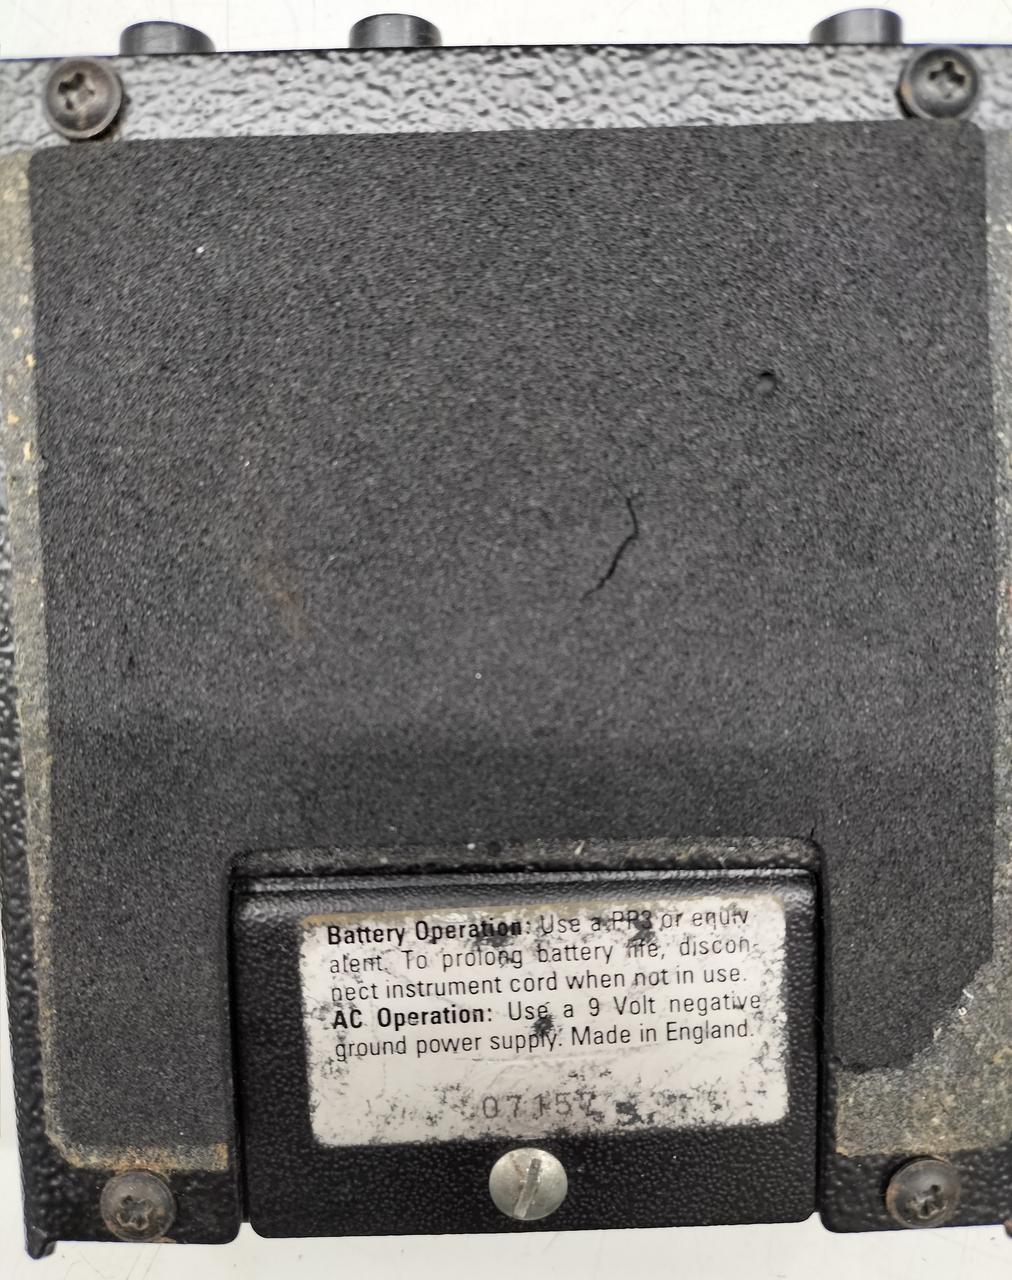 Battery Operation: Use a PP3 or equiv
alent. To prolong battery life, discon-
nect instrument cord when not in use.
AC Operation: Use a 9 Volt negative
ground power supply. Made in England.